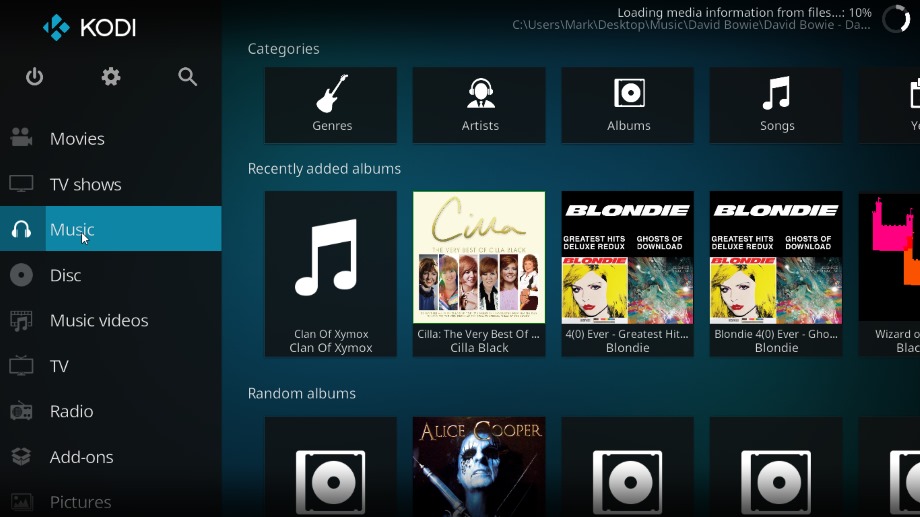 KODI
Loading media information from files...: 10%
C:\Users\Mark\Desktop\Music\David Bowie\David Bowie - Da...
Movies
TV shows
Music
Disc
Music videos
TV
Radio
Add-ons
Pictures
Categories
Genres
Artists
Albums
Songs
Recently added albums
Cilla
THE VERY BEST OF CILLA BLACK
BLONDIE
GREATEST HITS DELUXE REDUX
GHOSTS OF DOWNLOAD
BLONDIE
BLONDIE
GREATEST HITS DELUXE REDUX
GHOSTS OF DOWNLOAD
BLONDIE
Clan Of Xymox
Clan Of Xymox
Cilla: The Very Best Of ...
Cilla Black
4(0) Ever - Greatest Hit...
Blondie
Blondie 4(0) Ever - Gho...
Blondie
Wizard o
Blac
Random albums
ALICE COOPER